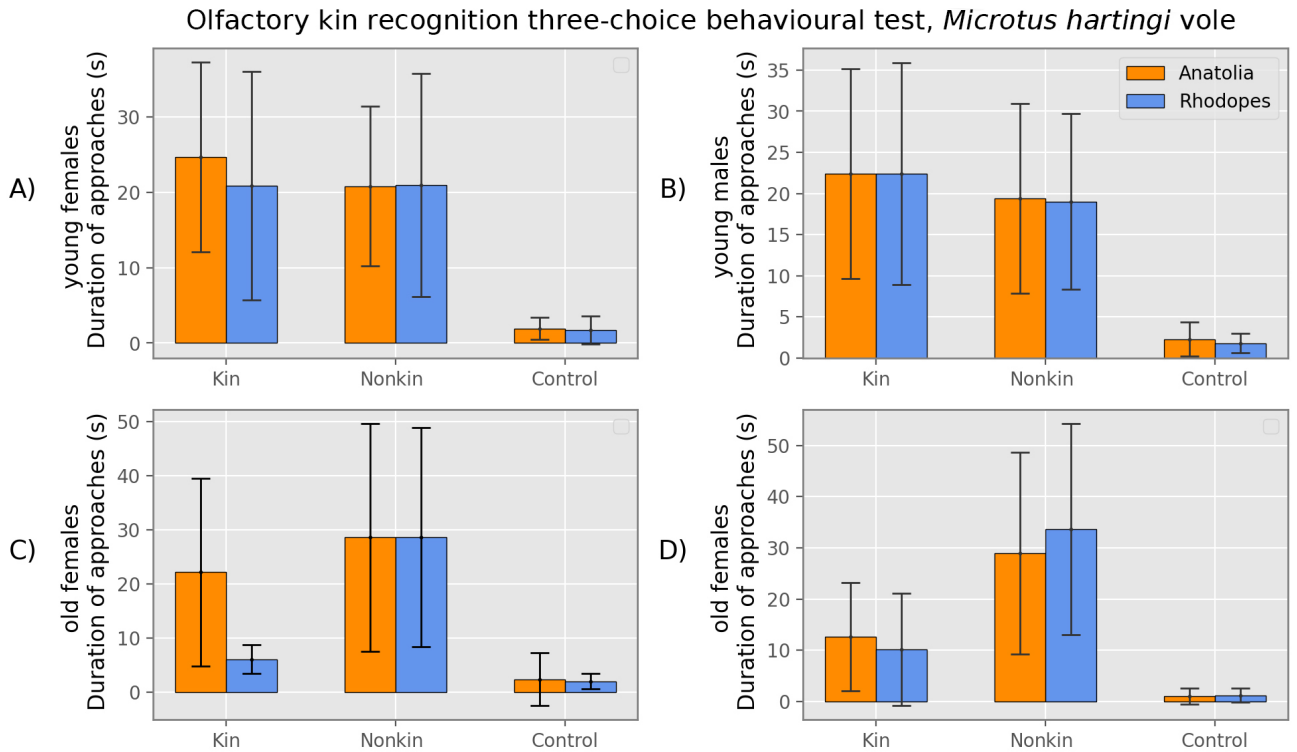 Olfactory kin recognition three-choice behavioural test, Microtus hartingi vole
A)
young females
Duration of approaches (s)
30
20
10
0
Kin
Nonkin
Control
B)
young males
Duration of approaches (s)
35
30
25
20
15
10
5
0
Kin
Nonkin
Control
Anatolia
Rhodopes
C)
old females
Duration of approaches (s)
50
40
30
20
10
0
Kin
Nonkin
Control
D)
old males
Duration of approaches (s)
50
40
30
20
10
0
Kin
Nonkin
Control